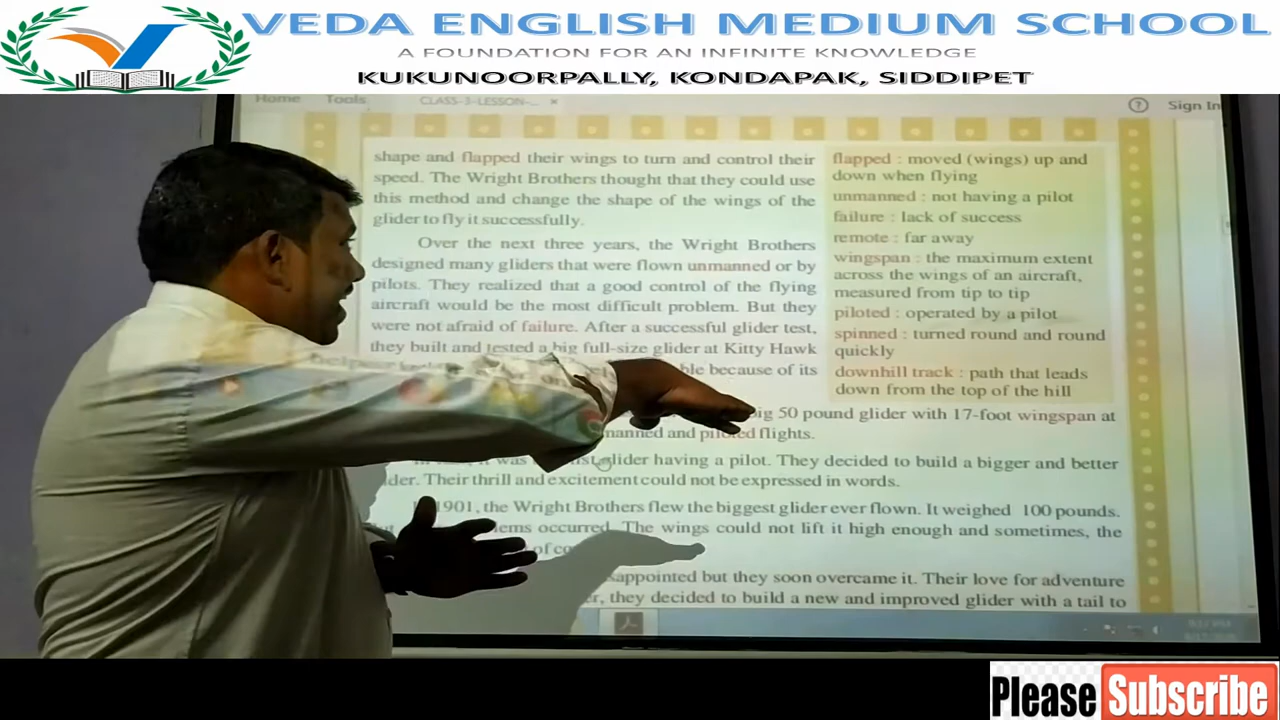 VEDA ENGLISH MEDIUM SCHOOL
A FOUNDATION FOR AN INFINITE KNOWLEDGE
KUKUNOORPALLY, KONDAPAK, SIDDIPET
Home Tools CLASS-3-LESSON-... × ? Sign In
shape and flapped their wings to turn and control their
speed. The Wright Brothers thought that they could use
this method and change the shape of the wings of the
glider to fly it successfully.
Over the next three years, the Wright Brothers
designed many gliders that were flown unmanned or by
pilots. They realized that a good control of the flying
aircraft would be the most difficult problem. But they
were not afraid of failure. After a successful glider test,
they built and tested a big full-size glider at Kitty Hawk
because of its
flapped : moved (wings) up and
down when flying
unmanned : not having a pilot
failure : lack of success
remote : far away
wingspan : the maximum extent
across the wings of an aircraft,
measured from tip to tip
piloted : operated by a pilot
spinned : turned round and round
quickly
downhill track : path that leads
down from the top of the hill
50 pound glider with 17-foot wingspan at
and piloted flights.
it was glider having a pilot. They decided to build a bigger and better
Their thrill and excitement could not be expressed in words.
1901, the Wright Brothers flew the biggest glider ever flown. It weighed 100 pounds.
occurred. The wings could not lift it high enough and sometimes, the
of
but they soon overcame it. Their love for adventure
they decided to build a new and improved glider with a tail to
Please Subscribe